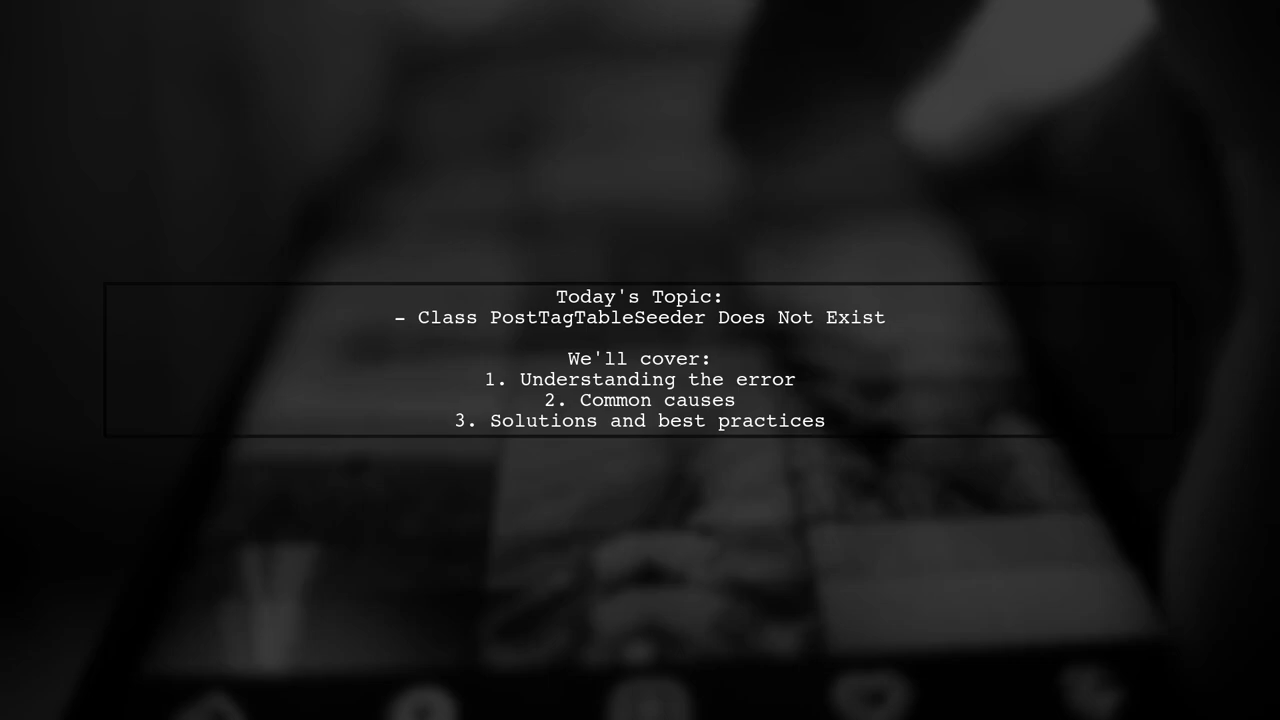 Today's Topic:
- Class PostTagTableSeeder Does Not Exist
We'll cover:
1. Understanding the error
2. Common causes
3. Solutions and best practices